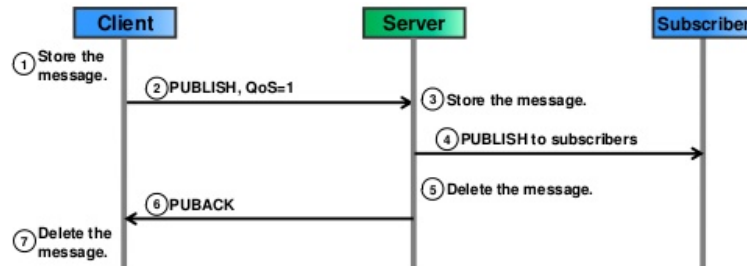 Client
Server
Subscriber
1 Store the
message.
2 PUBLISH, QoS=1
3 Store the message.
4 PUBLISH to subscribers
5 Delete the message.
6 PUBACK
7 Delete the
message.